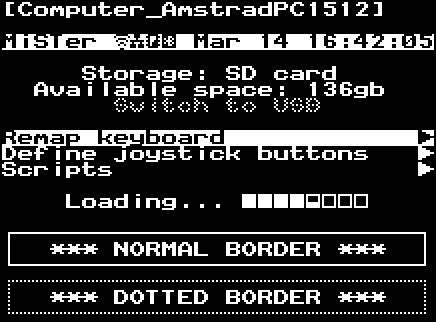 [Computer_AmstradPC1512]
MiSTer Mar 14 16:42:05
Storage: SD card
Available space: 136gb
Switch to USB
Remap keyboard
Define joystick buttons
Scripts
Loading...
*** NORMAL BORDER ***
*** DOTTED BORDER ***